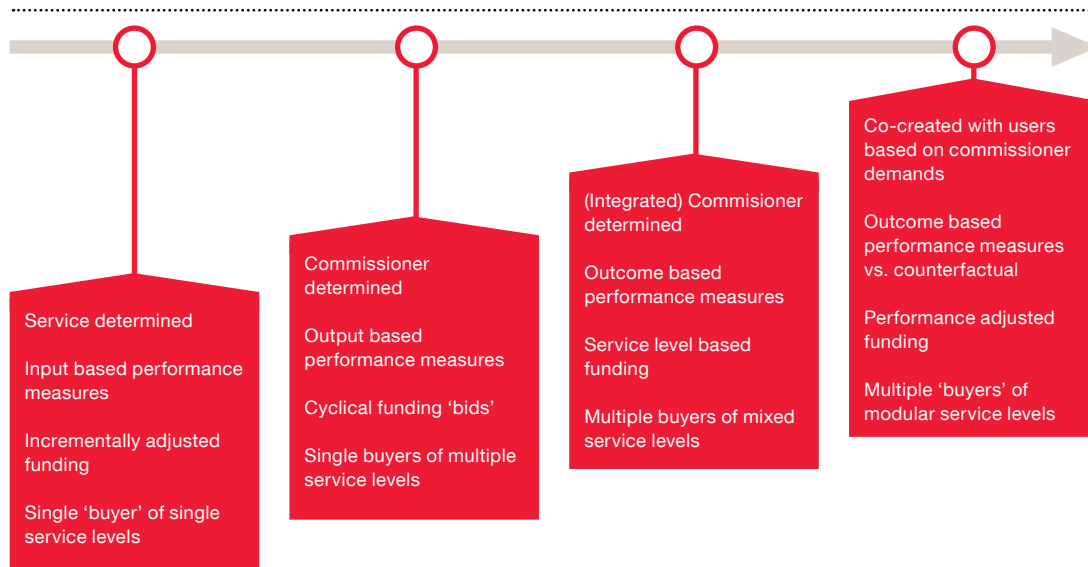 Service determined
Input based performance
measures
Incrementally adjusted
funding
Single ‘buyer’ of single
service levels
Commissioner
determined
Output based
performance measures
Cyclical funding ‘bids’
Single buyers of multiple
service levels
(Integrated) Commisioner
determined
Outcome based
performance measures
Service level based
funding
Multiple buyers of mixed
service levels
Co-created with users
based on commissioner
demands
Outcome based
performance measures
vs. counterfactual
Performance adjusted
funding
Multiple ‘buyers’ of
modular service levels